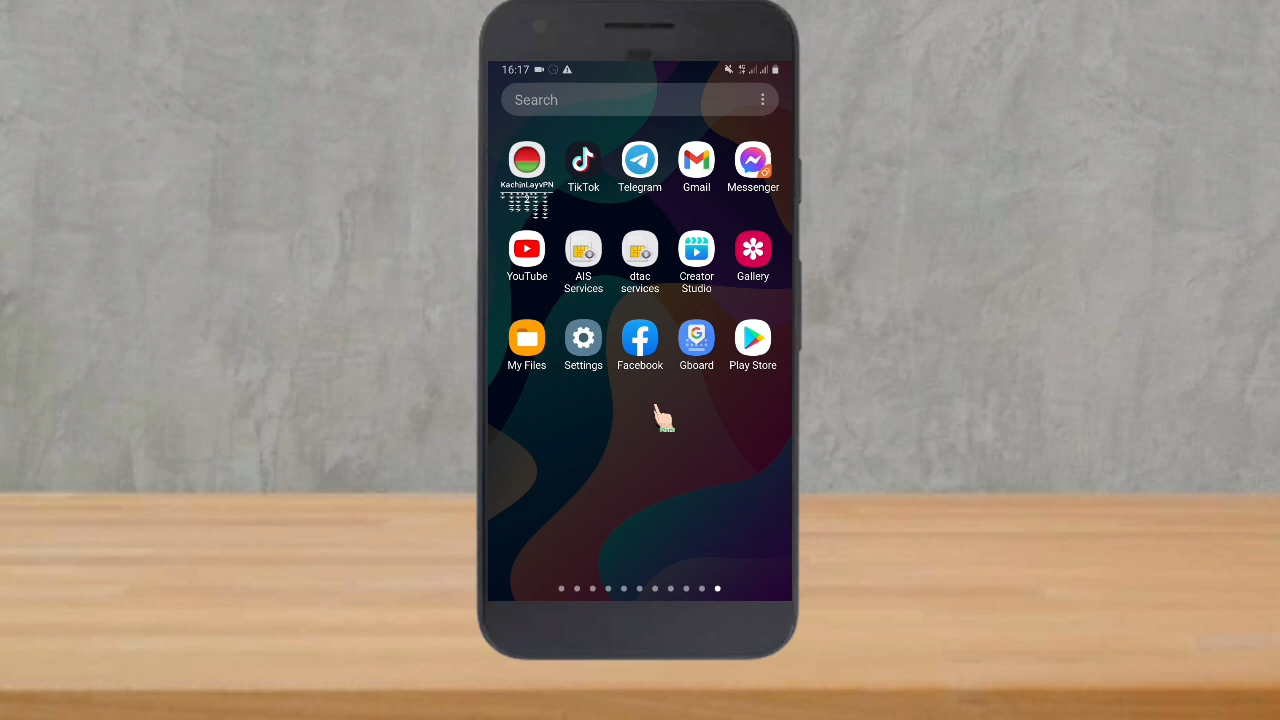 16:17
Search
KachinLayvPN
TikTok
Telegram
Gmail
Messenger
YouTube
AIS
Services
dtac
services
Creator
Studio
Gallery
My Files
Settings
Facebook
Gboard
Play Store